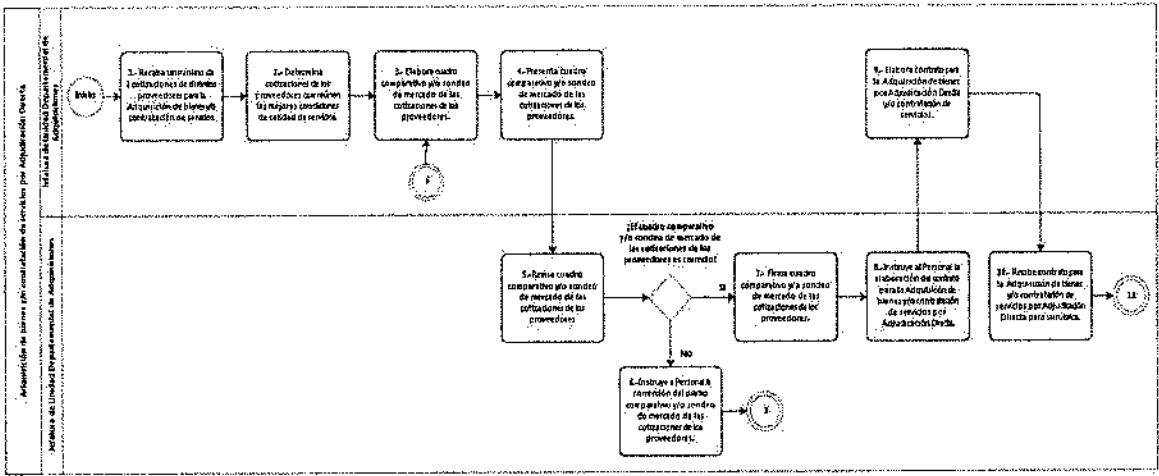 Adquisición de bienes y/o contratación de servicios por Adjudicación Directa
Jefatura de Unidad Departamental de
Adquisiciones
Inicio
1.- Recaba un mínimo de
3 cotizaciones de distintos
proveedores para la
Adquisición de bienes y/o
contratación de servicios.
2.- Determina
cotizaciones de los
proveedores que reúnen
las mejores condiciones
de calidad de servicio.
3.- Elabora cuadro
comparativo y/o sondeo
de mercado de las
cotizaciones de los
proveedores.
4.- Presenta cuadro
comparativo y/o sondeo
de mercado de las
cotizaciones de los
proveedores.
9.- Elabora contrato para
la Adquisición de bienes
por Adjudicación Directa
y/o contratación de
servicios.
Jefatura de Unidad Departamental de Adquisiciones
5.- Revisa cuadro
comparativo y/o sondeo
de mercado de las
cotizaciones de los
proveedores
¿El cuadro comparativo
y/o sondeo de mercado de
las cotizaciones de los
proveedores es correcto?
Si
No
7.- Firma cuadro
comparativo y/o sondeo
de mercado de las
cotizaciones de los
proveedores.
8.- Instruye al Personal la
elaboración de contrato
para la Adquisición de
bienes y/o contratación
de servicios por
Adjudicación Directa.
10.- Recibe contrato para
la Adquisición de bienes
y/o contratación de
servicios por Adjudicación
Directa para
11
6.- Instruye a Personal la
corrección del cuadro
comparativo y/o sondeo
de mercado de las
cotizaciones de los
proveedores.